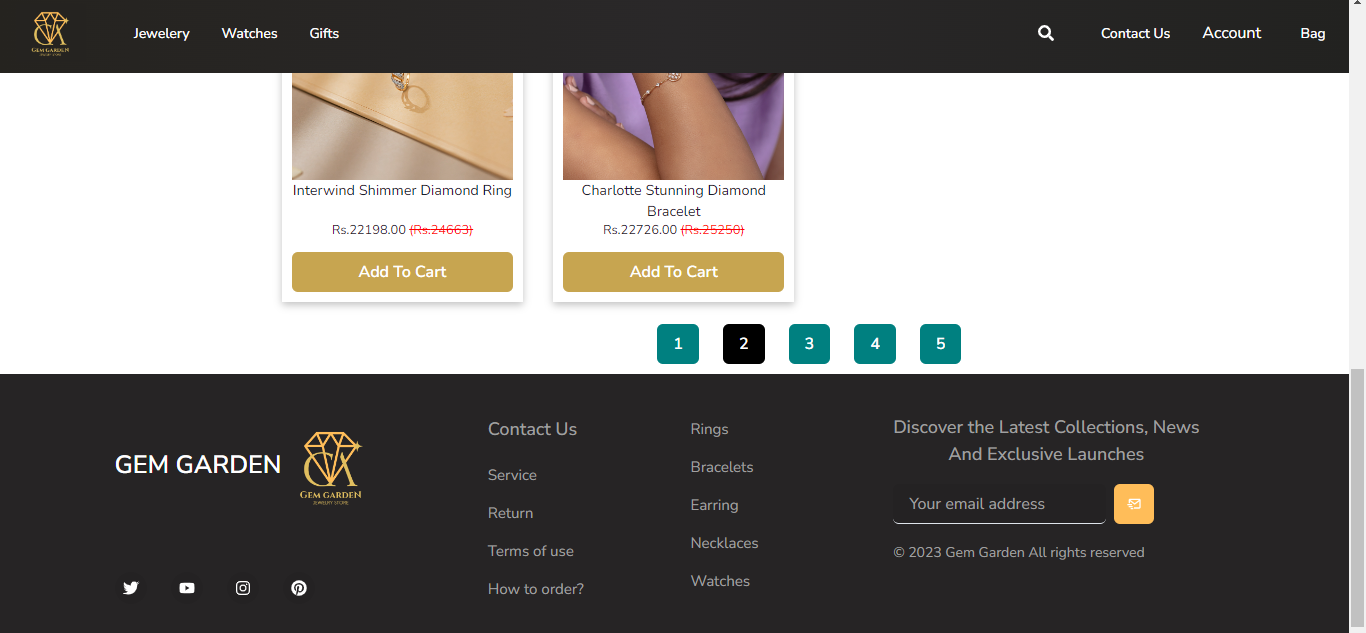 GEM GARDEN
JEWELRY STORE
Jewelery Watches Gifts Contact Us Account Bag
Interwind Shimmer Diamond Ring
Rs.22198.00 (Rs.24663)
Add To Cart
Charlotte Stunning Diamond
Bracelet
Rs.22726.00 (Rs.25250)
Add To Cart
1 2 3 4 5
GEM GARDEN
GEM GARDEN
JEWELRY STORE
Contact Us
Service
Return
Terms of use
How to order?
Rings
Bracelets
Earring
Necklaces
Watches
Discover the Latest Collections, News
And Exclusive Launches
Your email address
© 2023 Gem Garden All rights reserved